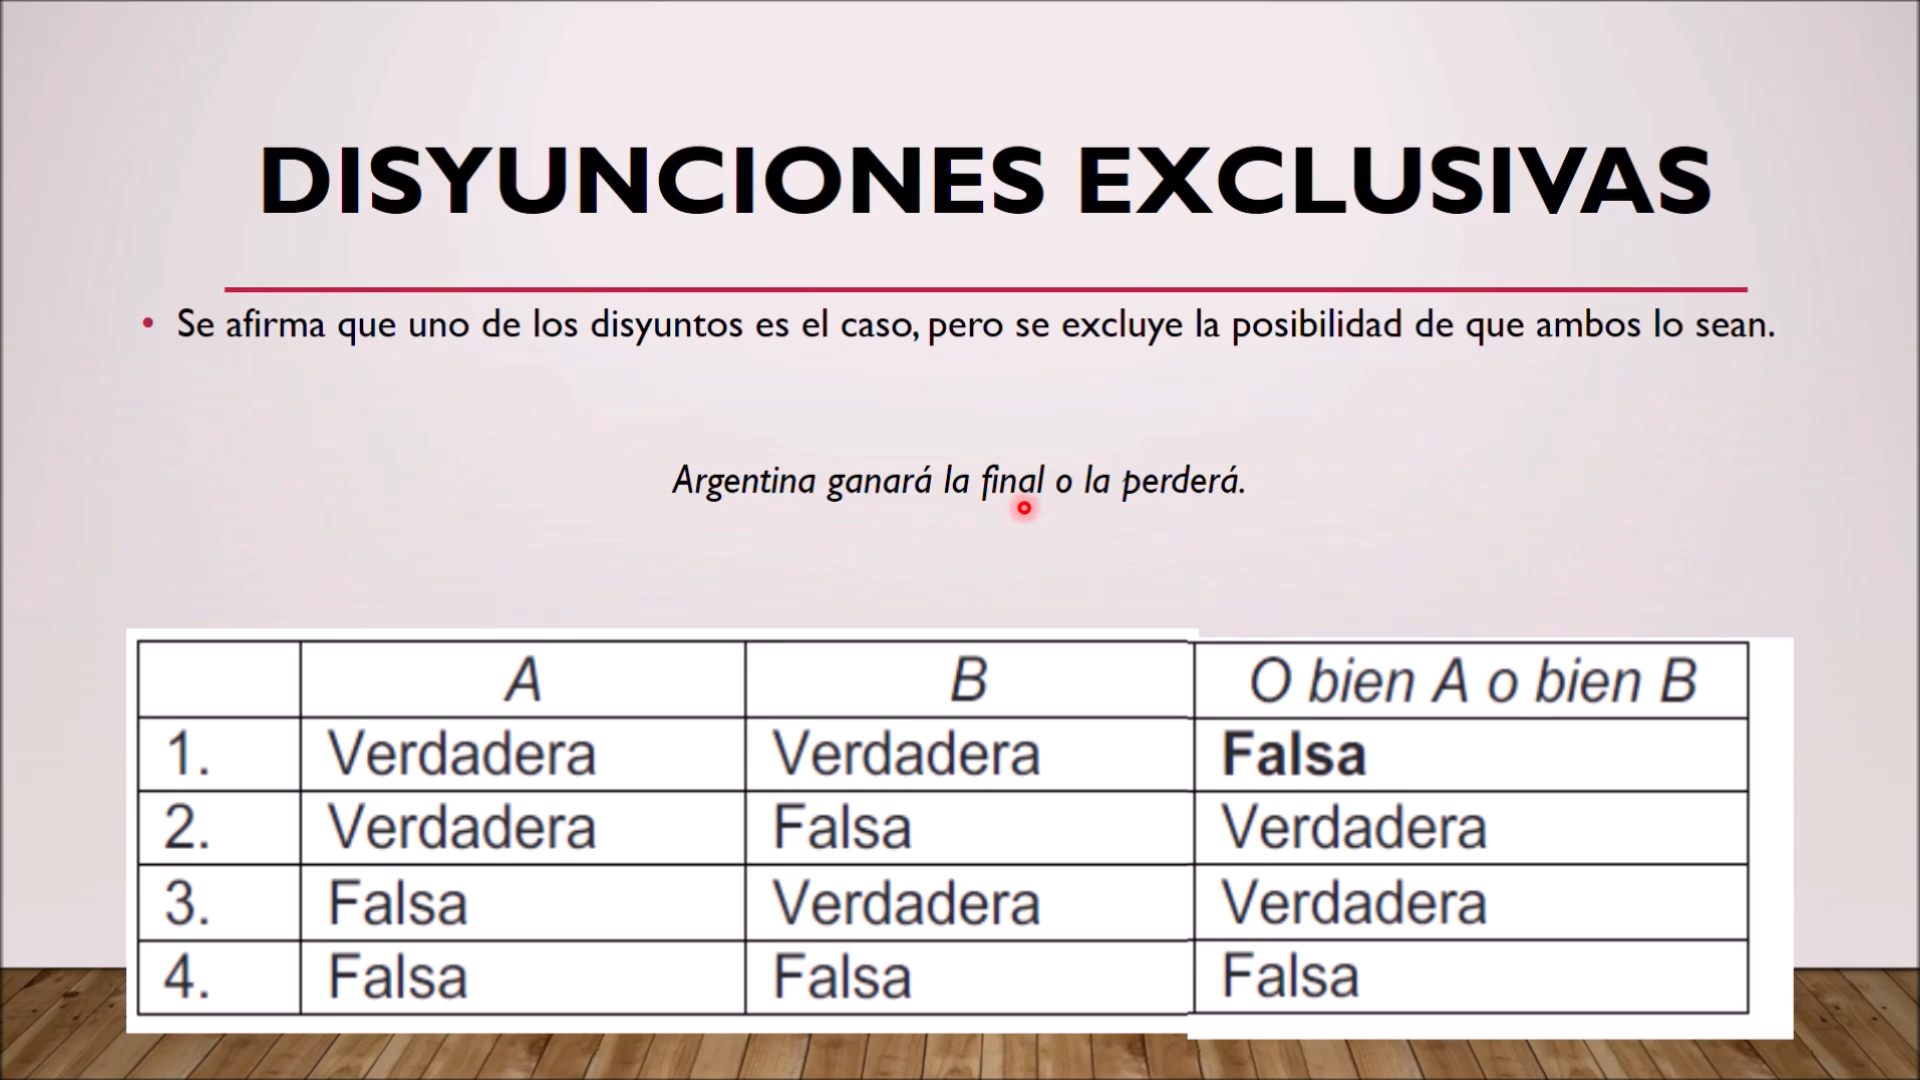 DISYUNCIONES EXCLUSIVAS
• Se afirma que uno de los disyuntos es el caso, pero se excluye la posibilidad de que ambos lo sean.
Argentina ganará la final o la perderá.
A B O bien A o bien B
1. Verdadera Verdadera Falsa
2. Verdadera Falsa Verdadera
3. Falsa Verdadera Verdadera
4. Falsa Falsa Falsa